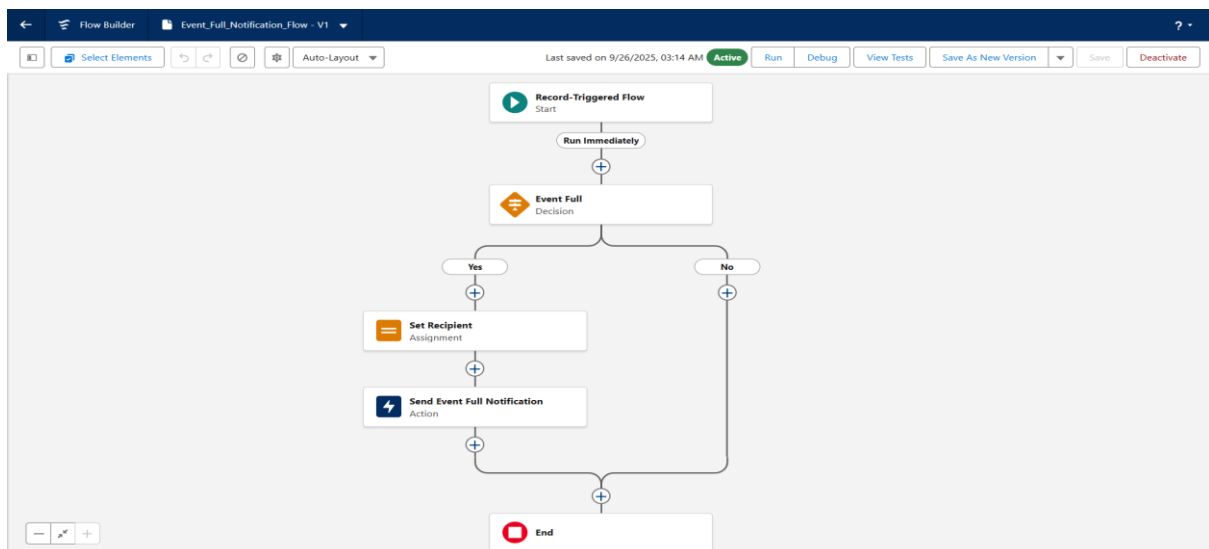 Flow Builder
Event_Full_Notification_Flow - V1
?
Select Elements
Auto-Layout
Last saved on 9/26/2025, 03:14 AM
Active
Run
Debug
View Tests
Save As New Version
Save
Deactivate
Record-Triggered Flow
Start
Run Immediately
Event Full
Decision
Yes
No
Set Recipient
Assignment
Send Event Full Notification
Action
End